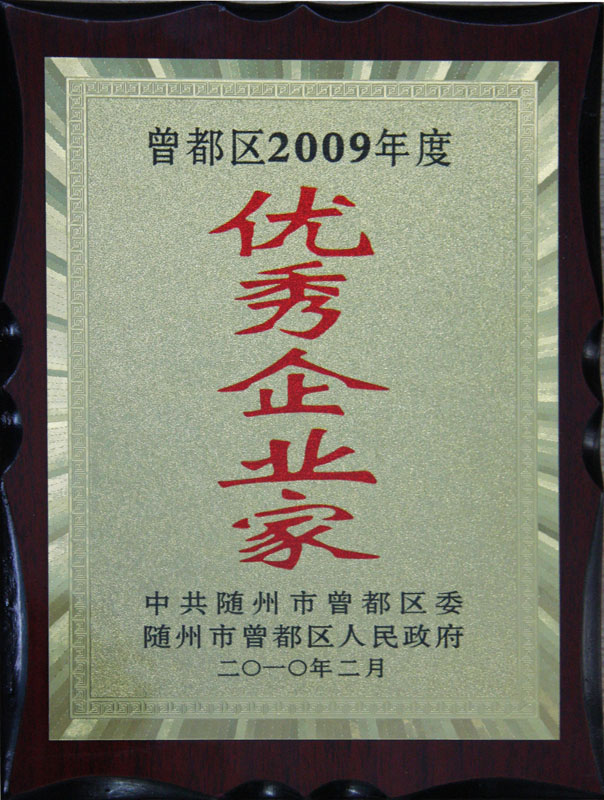 曾都区2009年度
优秀企业家
中共随州市曾都区委
随州市曾都区人民政府
二〇一〇年二月